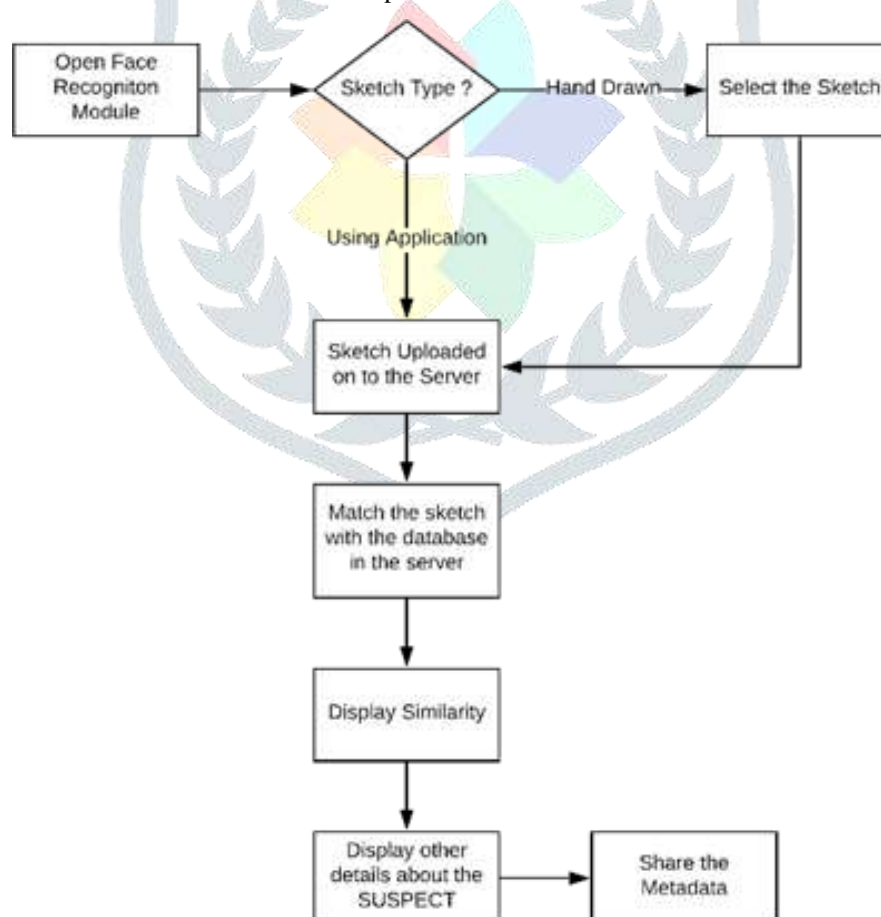 Open Face
Recogniton
Module
Sketch Type ?
Hand Drawn
Select the Sketch
Using Application
Sketch Uploaded
on to the Server
Match the sketch
with the database
in the server
Display Similarity
Display other
details about the
SUSPECT
Share the
Metadata